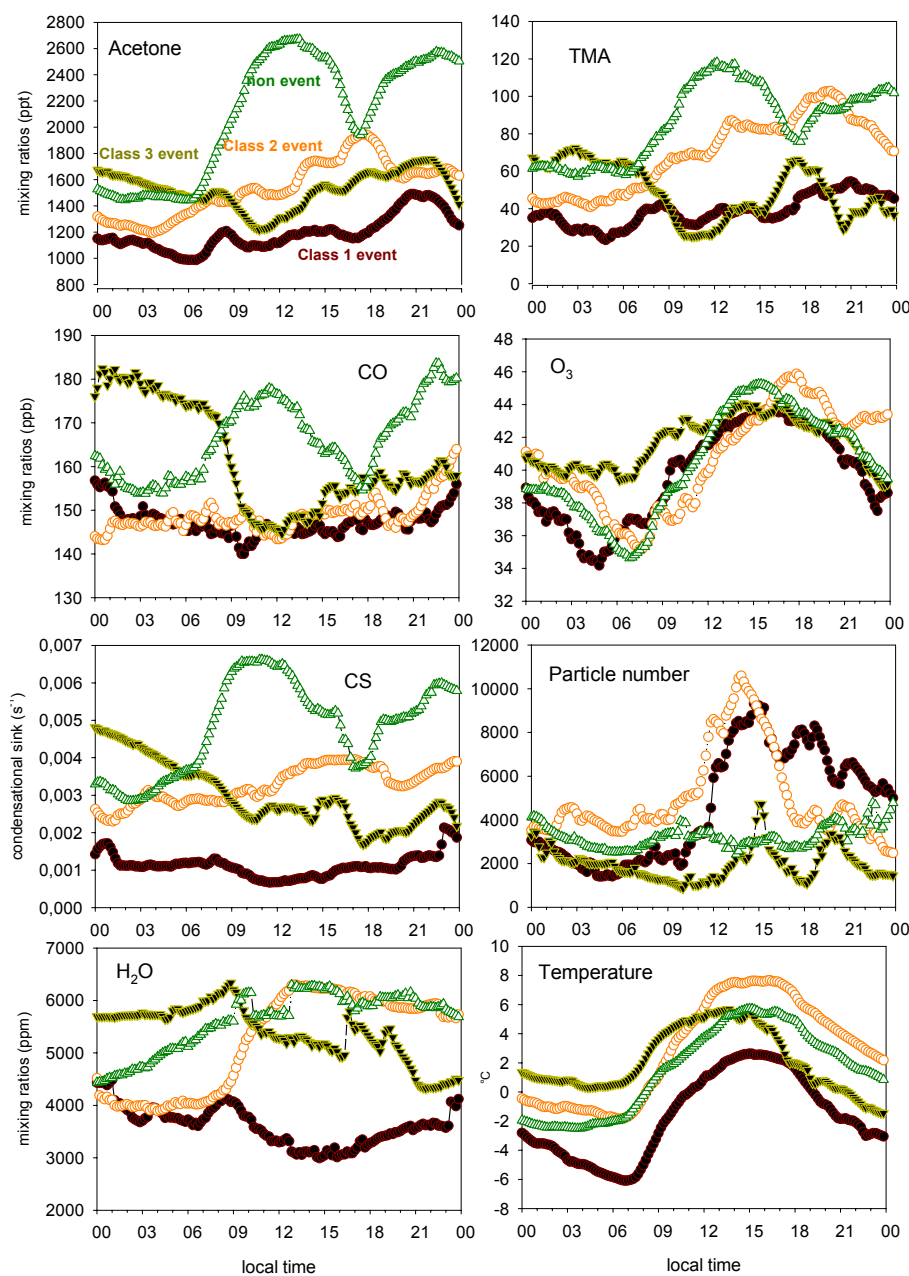 Acetone
non event
Class 3 event
Class 2 event
Class 1 event
mixing ratios (ppt)
2800
2600
2400
2200
2000
1800
1600
1400
1200
1000
800
00 03 06 09 12 15 18 21 00
TMA
140
120
100
80
60
40
20
0
00 03 06 09 12 15 18 21 00
CO
mixing ratios (ppb)
190
180
170
160
150
140
130
00 03 06 09 12 15 18 21 00
O3
48
46
44
42
40
38
36
34
32
00 03 06 09 12 15 18 21 00
CS
condensational sink (s⁻¹)
0,007
0,006
0,005
0,004
0,003
0,002
0,001
0,000
00 03 06 09 12 15 18 21 00
Particle number
12000
10000
8000
6000
4000
2000
0
00 03 06 09 12 15 18 21 00
H2O
mixing ratios (ppm)
7000
6000
5000
4000
3000
2000
00 03 06 09 12 15 18 21 00
local time
Temperature
°C
10
8
6
4
2
0
-2
-4
-6
-8
00 03 06 09 12 15 18 21 00
local time